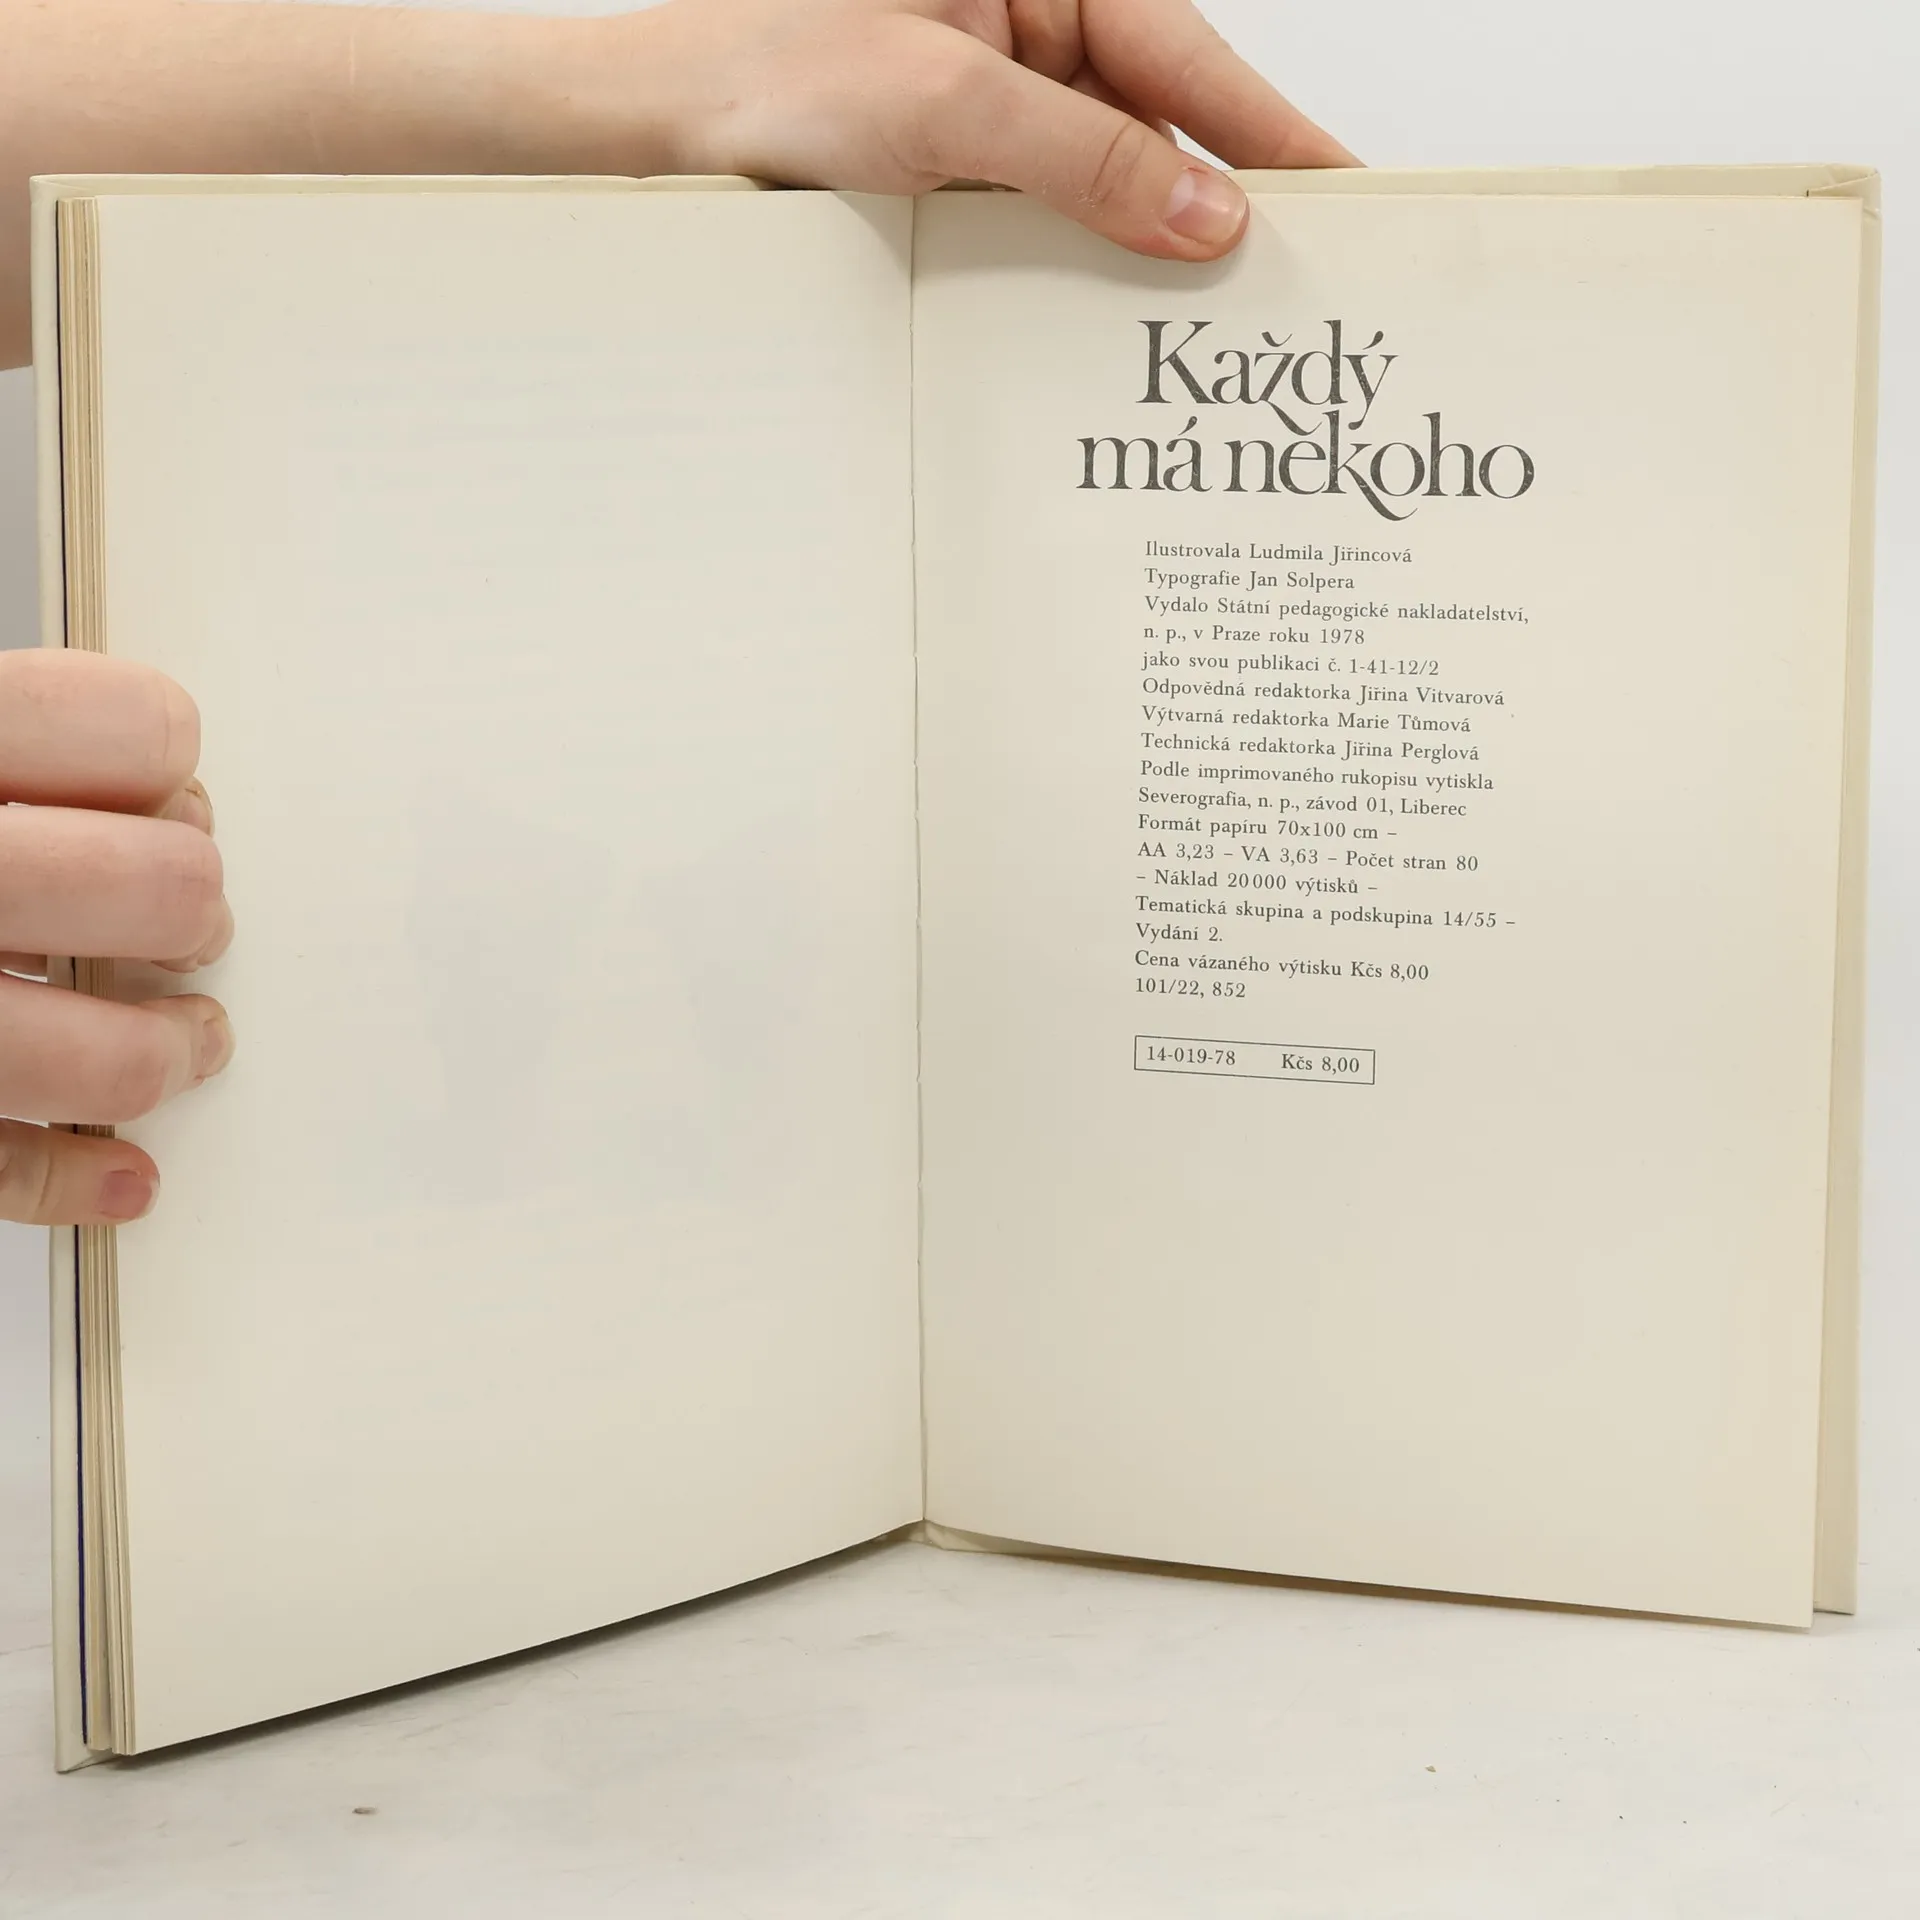 Každý
má někoho
Ilustrovala Ludmila Jiřincová
Typografie Jan Solpera
Vydalo Státní pedagogické nakladatelství,
n. p., v Praze roku 1978
jako svou publikaci č. 1-41-12/2
Odpovědná redaktorka Jiřina Vitvarová
Výtvarná redaktorka Marie Tůmová
Technická redaktorka Jiřina Perglová
Podle imprimovaného rukopisu vytiskla
Severografia, n. p., závod 01, Liberec
Formát papíru 70x100 cm –
AA 3,23 – VA 3,63 – Počet stran 80
– Náklad 20 000 výtisků –
Tematická skupina a podskupina 14/55 –
Vydání 2.
Cena vázaného výtisku Kčs 8,00
101/22, 852
14-019-78 Kčs 8,00